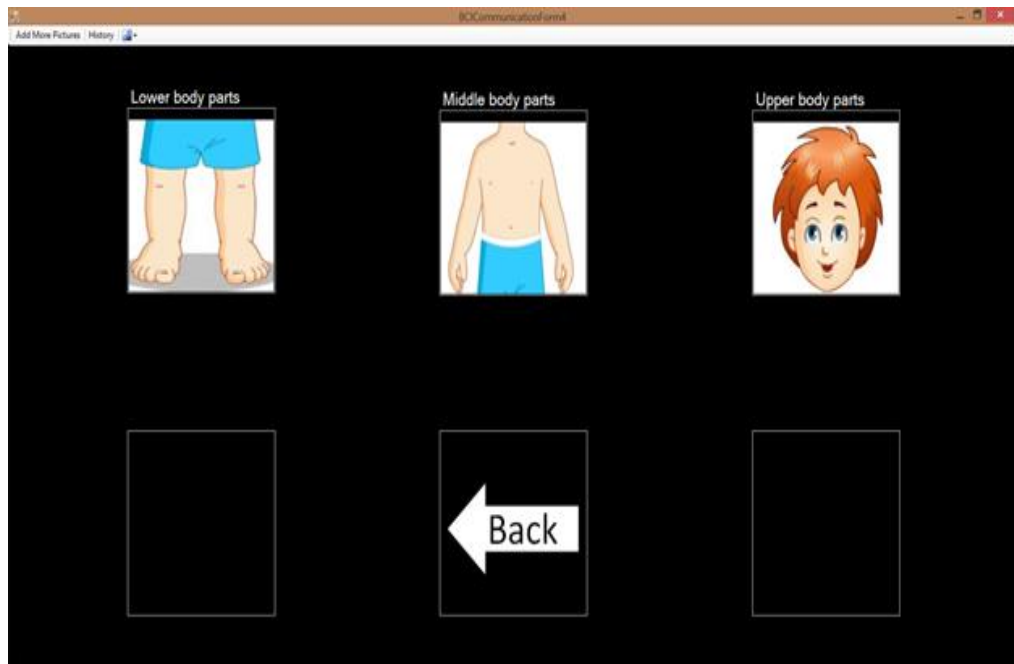 BCICommunicationForm4
Add More Pictures History
Lower body parts Middle body parts Upper body parts
Back